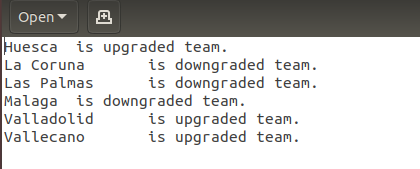 Open
Huesca is upgraded team.
La Coruna is downgraded team.
Las Palmas is downgraded team.
Malaga is downgraded team.
Valladolid is upgraded team.
Vallecano is upgraded team.